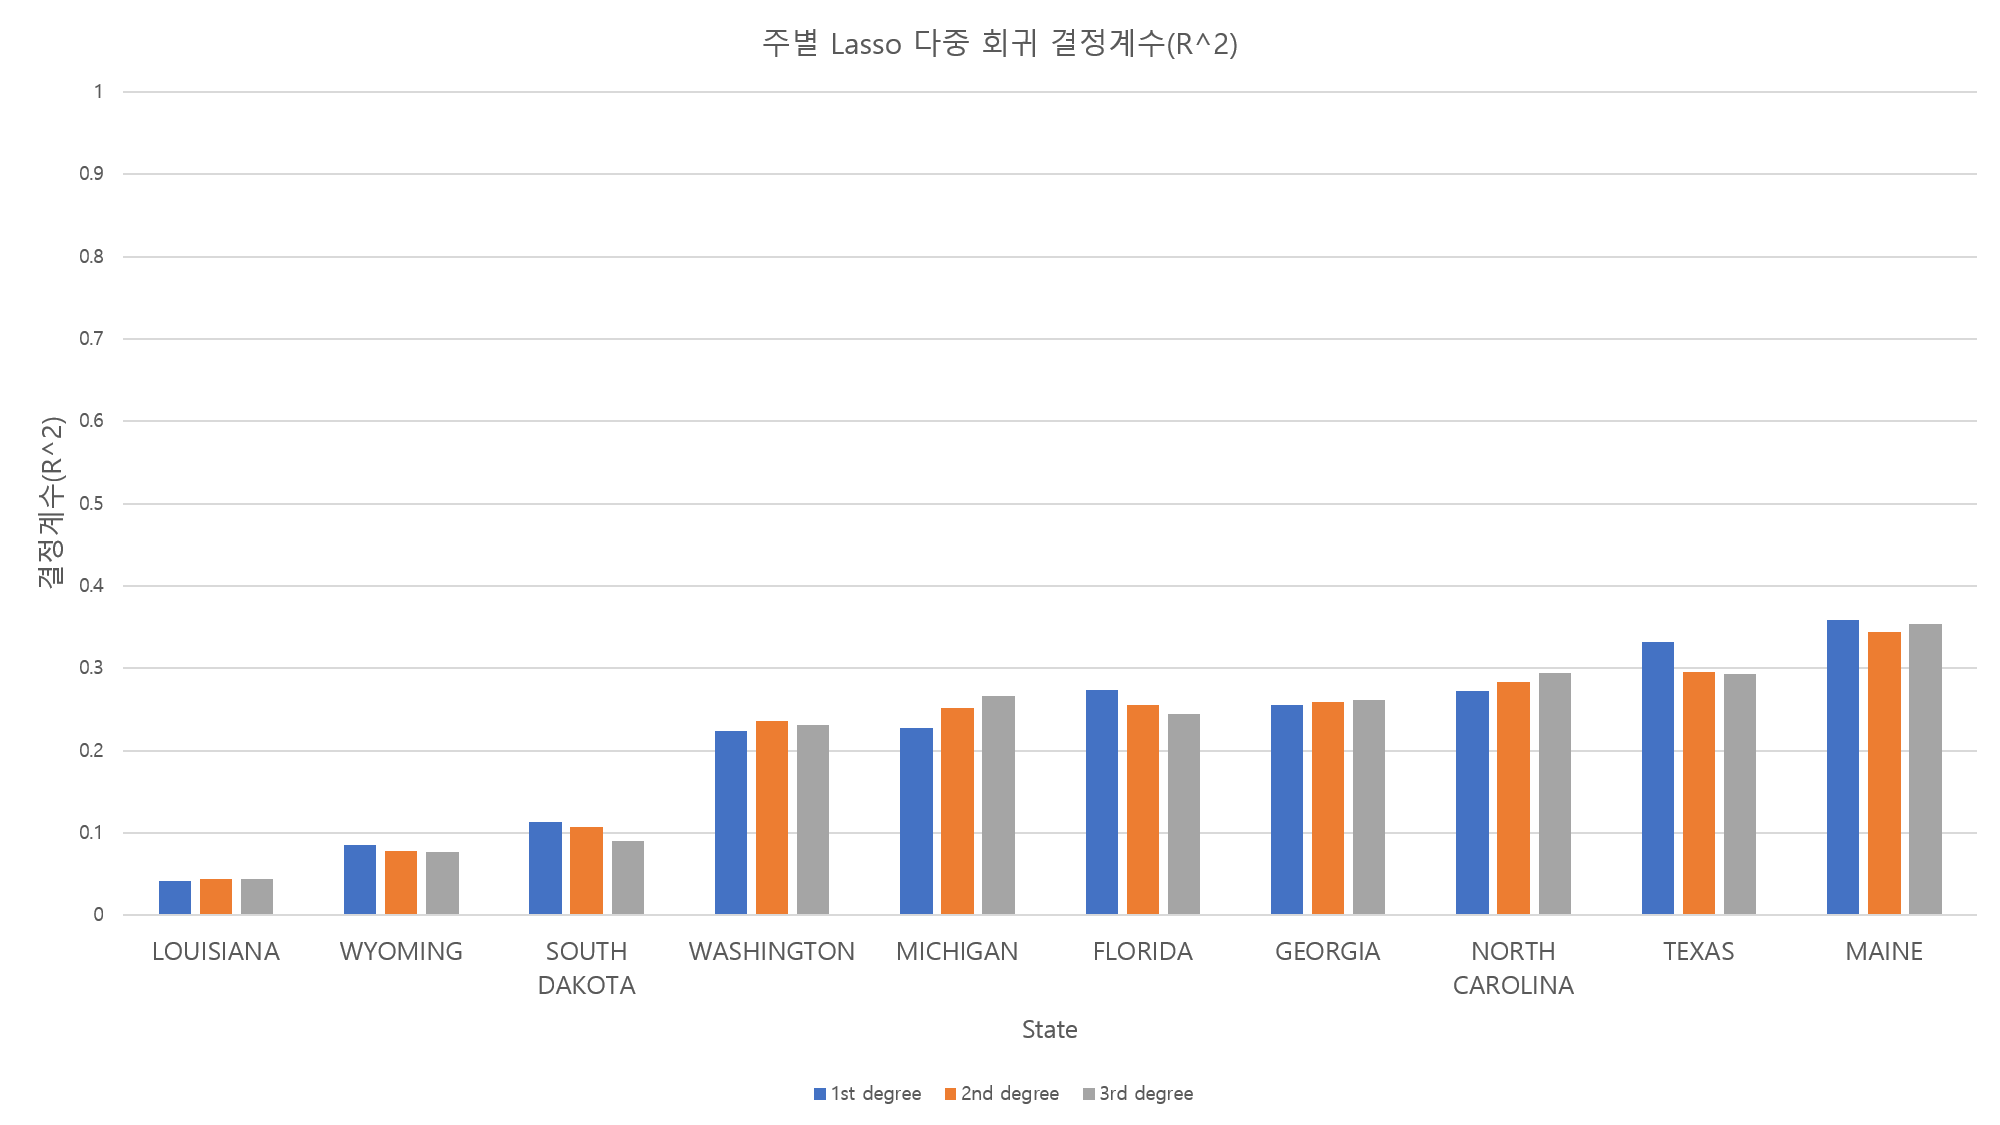 주별 Lasso 다중 회귀 결정계수(R^2)
1
0.9
0.8
0.7
0.6
0.5
0.4
0.3
0.2
0.1
0
결정계수(R^2)
LOUISIANA
WYOMING
SOUTH
DAKOTA
WASHINGTON
MICHIGAN
FLORIDA
GEORGIA
NORTH
CAROLINA
TEXAS
MAINE
State
1st degree
2nd degree
3rd degree